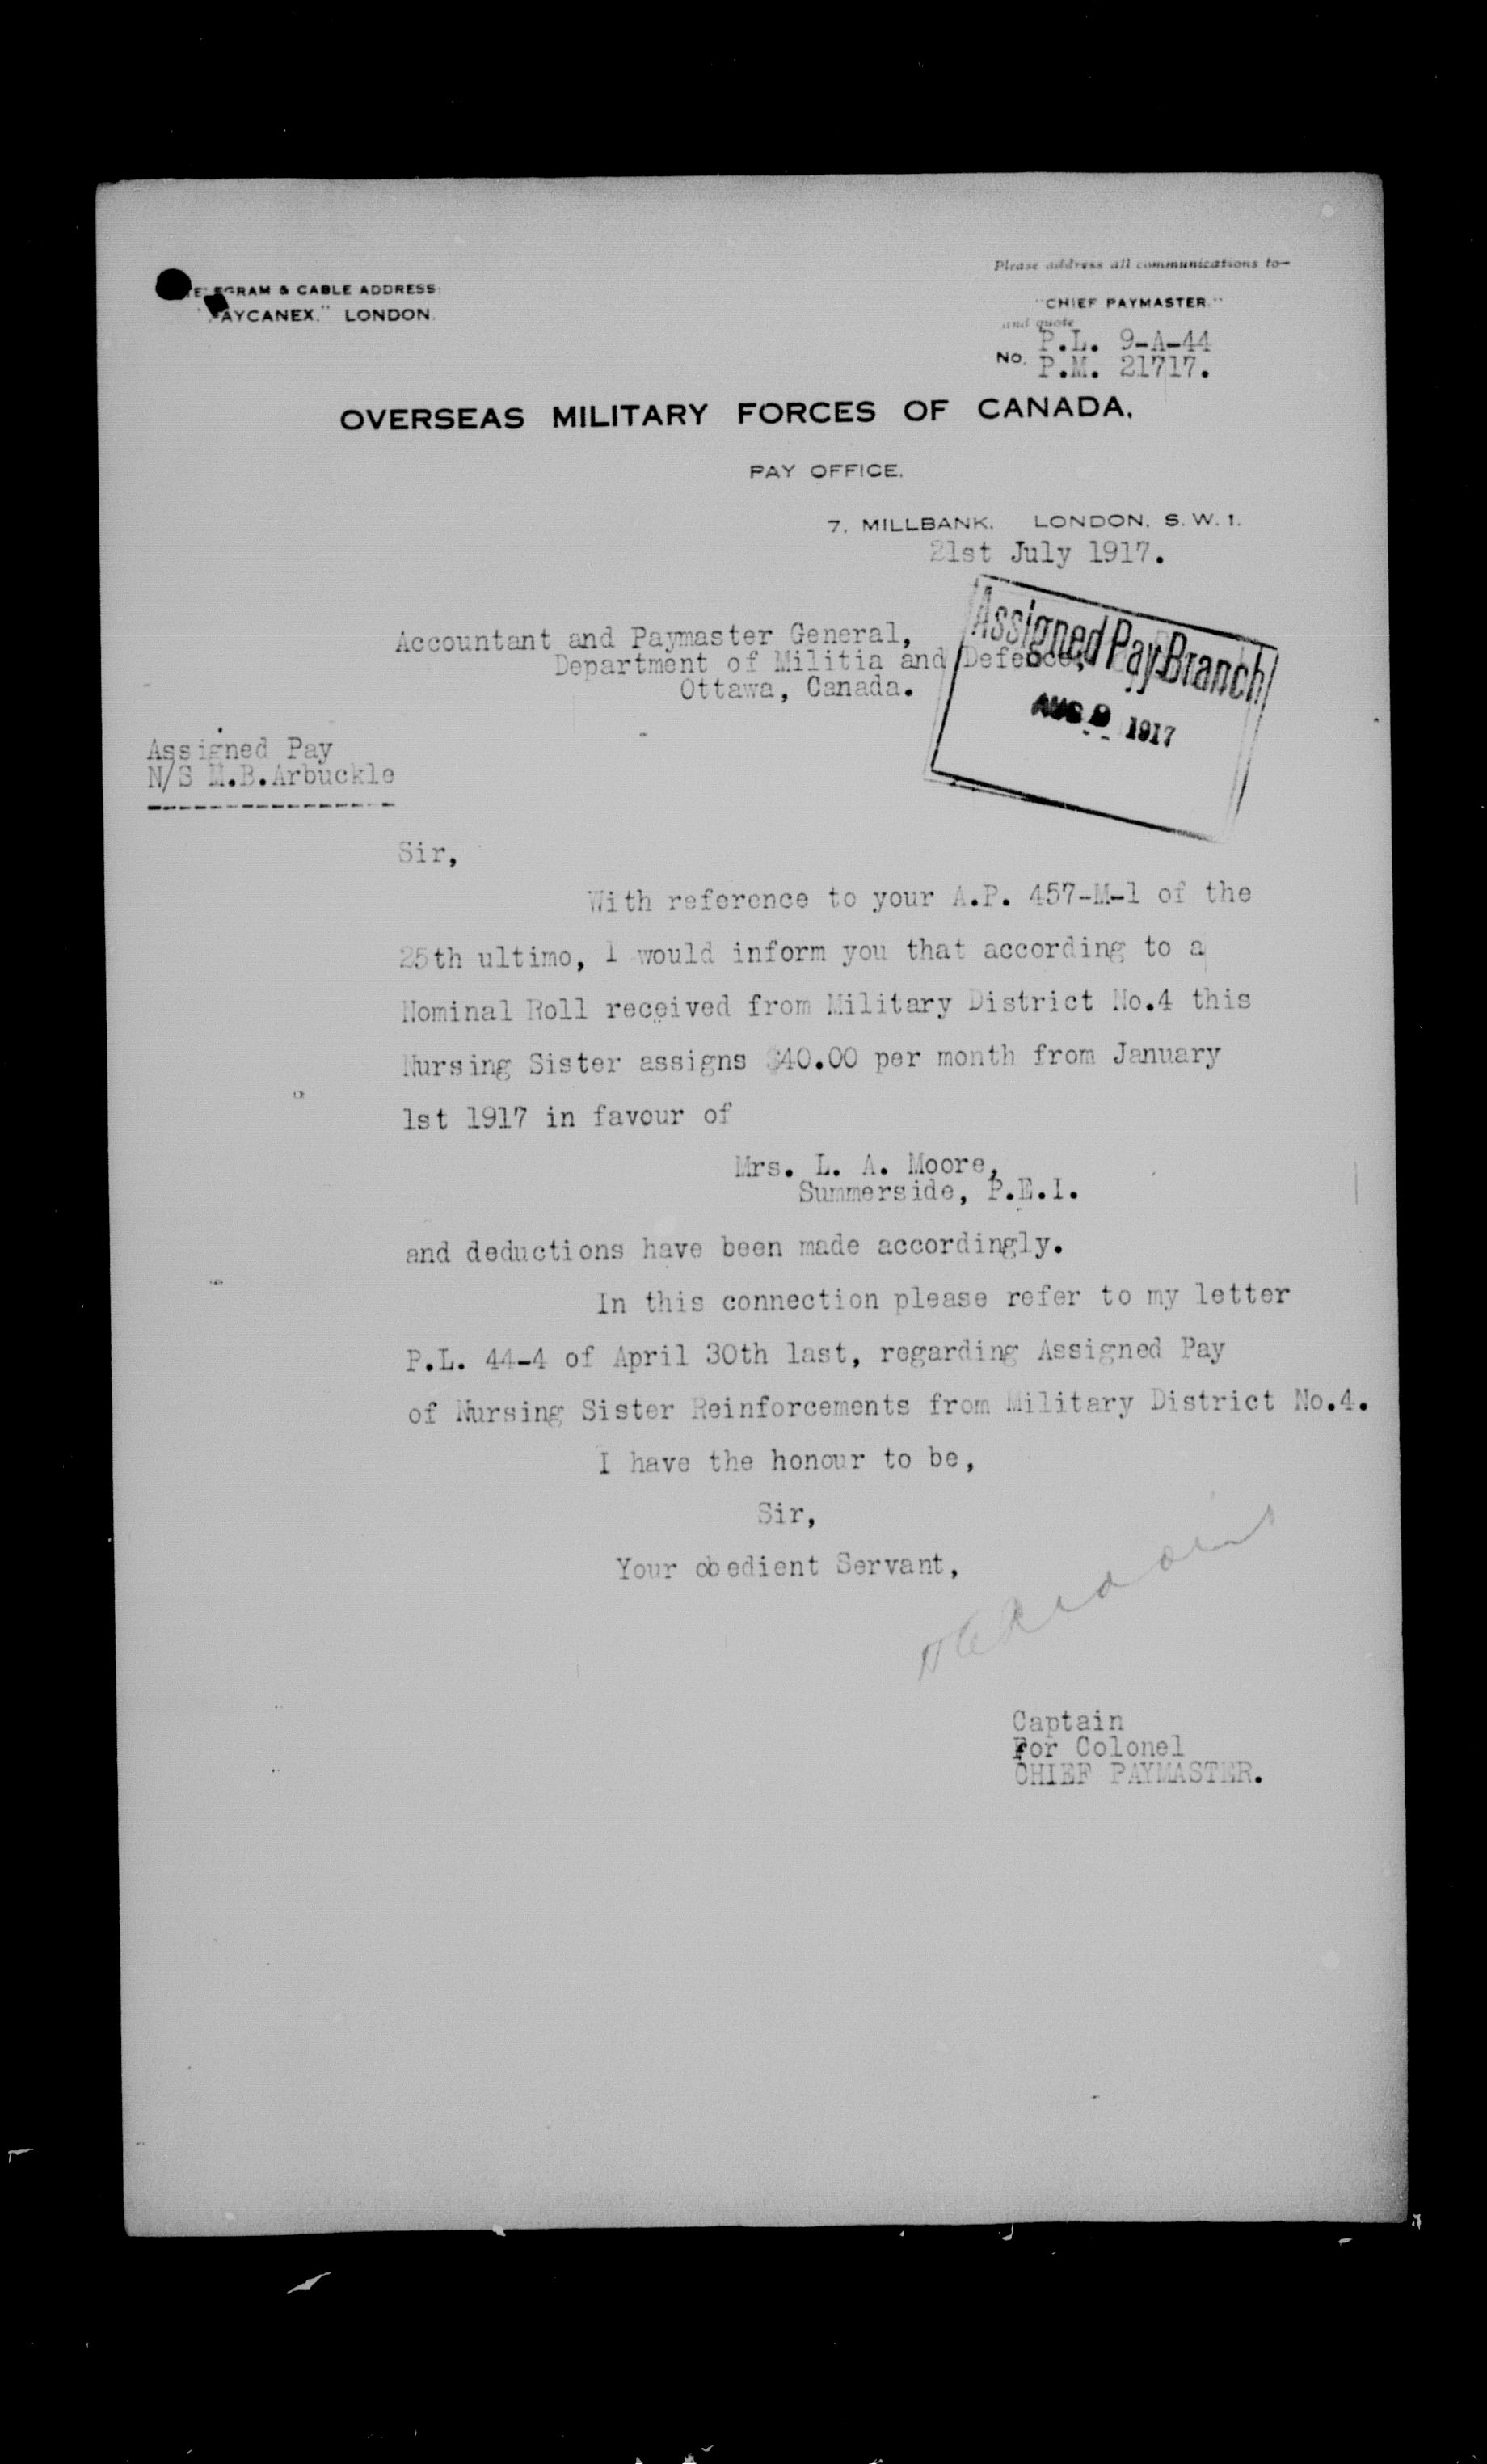 TELEGRAM & CABLE ADDRESS:
"PAYCANEX." LONDON.
Please address all communications to—
"CHIEF PAYMASTER."
and quote
P.L. 9-A-44
No. P.M. 21717.
OVERSEAS MILITARY FORCES OF CANADA.
PAY OFFICE.
7, MILLBANK, LONDON, S.W.1.
21st July 1917.
Assigned Pay Branch
AUG 9 1917
Accountant and Paymaster General,
Department of Militia and Defence,
Ottawa, Canada.
Assigned Pay
N/S M.B.Arbuckle
Sir,
With reference to your A.P. 457-M-1 of the
25th ultimo, I would inform you that according to a
Nominal Roll received from Military District No.4 this
Nursing Sister assigns $40.00 per month from January
1st 1917 in favour of
Mrs. L. A. Moore,
Summerside, P.E.I.
and deductions have been made accordingly.
In this connection please refer to my letter
P.L. 44-4 of April 30th last, regarding Assigned Pay
of Nursing Sister Reinforcements from Military District No.4.
I have the honour to be,
Sir,
Your obedient Servant,
Captain
For Colonel
CHIEF PAYMASTER.